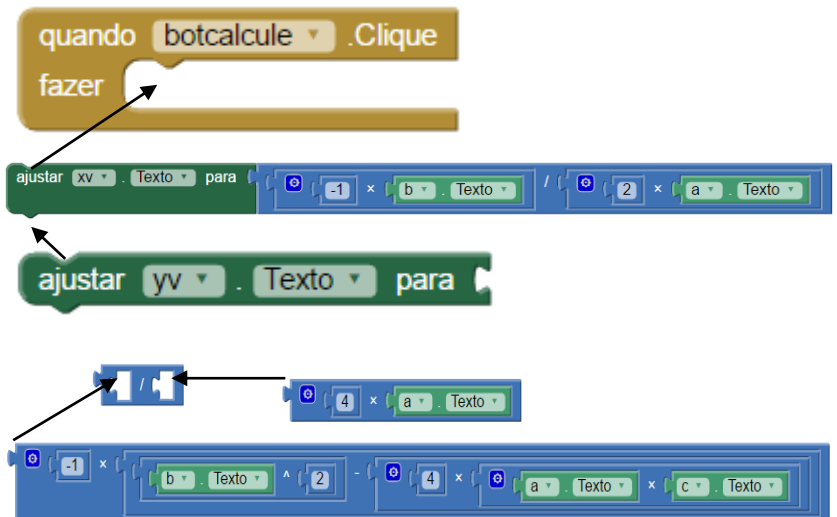 quando botcalcule .Clique
fazer
ajustar xv . Texto para -1 × b . Texto / 2 × a . Texto
ajustar yv . Texto para
/
4 × a . Texto
-1 × b . Texto ^ 2 - 4 × a . Texto × c . Texto